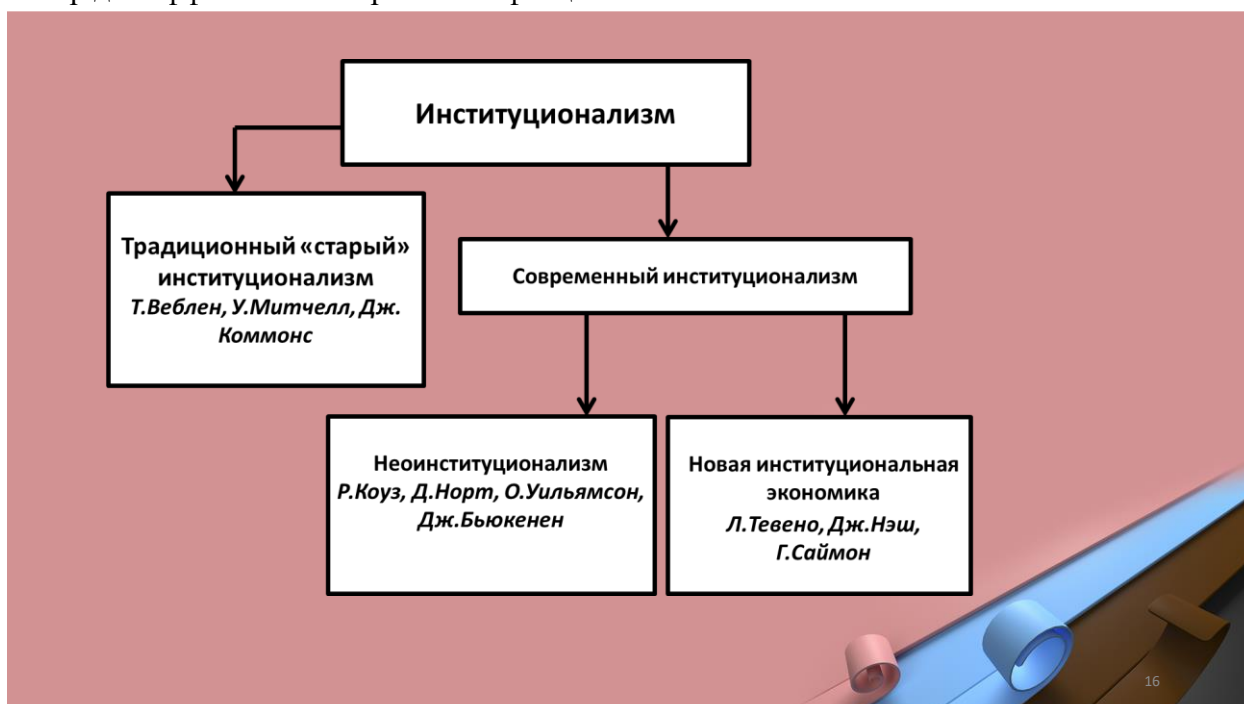 Институционализм
Традиционный «старый»
институционализм
Т.Веблен, У.Митчелл, Дж.
Коммонс
Современный институционализм
Неоинституционализм
Р.Коуз, Д.Норт, О.Уильямсон,
Дж.Бьюкенен
Новая институциональная
экономика
Л.Тевено, Дж.Нэш,
Г.Саймон
16